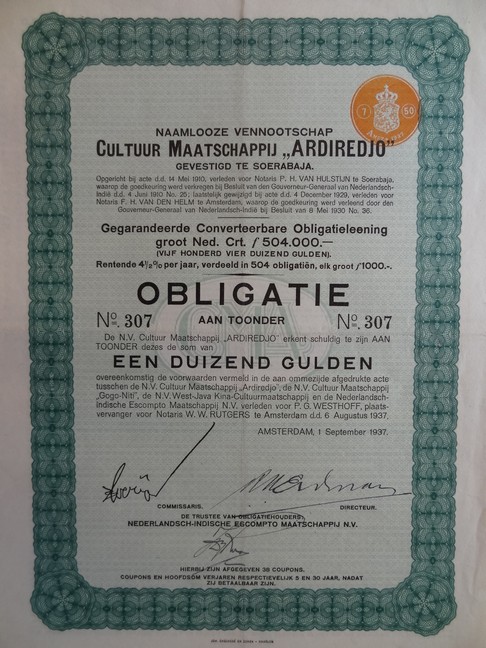 7 50
NAAMLOOZE VENNOOTSCHAP
CULTUUR MAATSCHAPPIJ „ARDIREDJO”
GEVESTIGD TE SOERABAJA.
Opgericht bij acte d.d. 14 Mei 1910, verleden voor Notaris P. H. VAN HULSTIJN te Soerabaja,
waarop de goedkeuring werd verkregen bij Besluit van den Gouverneur-Generaal van Nederlandsch-
Indië d.d. 4 Juni 1910 No. 25; laatstelijk gewijzigd bij acte d.d. 4 December 1929, verleden voor
Notaris F. H. VAN DEN HELM te Amsterdam, waarop de goedkeuring werd verleend door den
Gouverneur-Generaal van Nederlandsch-Indië bij Besluit van 8 Mei 1930 No. 36.
Gegarandeerde Converteerbare Obligatieleening
groot Ned. Crt. ƒ 504.000.—
(VIJF HONDERD VIER DUIZEND GULDEN).
Rentende 4½% per jaar, verdeeld in 504 obligatiën, elk groot ƒ1000.-.
OBLIGATIE
No. 307 AAN TOONDER No. 307
De N.V. Cultuur Maatschappij „ARDIREDJO” erkent schuldig te zijn AAN
TOONDER dezes de som van
EEN DUIZEND GULDEN
overeenkomstig de voorwaarden vermeld in de aan ommezijde afgedrukte acte
tusschen de N.V. Cultuur Maatschappij „Ardiredjo”, de N.V. Cultuur Maatschappij
„Gogo-Niti”, de N.V. West-Java Kina-Cultuurmaatschappij en de Nederlandsch-
Indische Escompto Maatschappij N.V. verleden voor P. G. WESTHOFF, plaats-
vervanger voor Notaris W. W. RUTGERS te Amsterdam d.d. 6 Augustus 1937.
AMSTERDAM, 1 September 1937.
COMMISSARIS. DIRECTEUR.
DE TRUSTEE VAN OBLIGATIEHOUDERS:
NEDERLANDSCH-INDISCHE ESCOMPTO MAATSCHAPPIJ N.V.
HIERBIJ ZIJN AFGEGEVEN 38 COUPONS.
COUPONS EN HOOFDSOM VERJAREN RESPECTIEVELIJK 5 EN 30 JAAR, NADAT
ZIJ BETAALBAAR ZIJN.